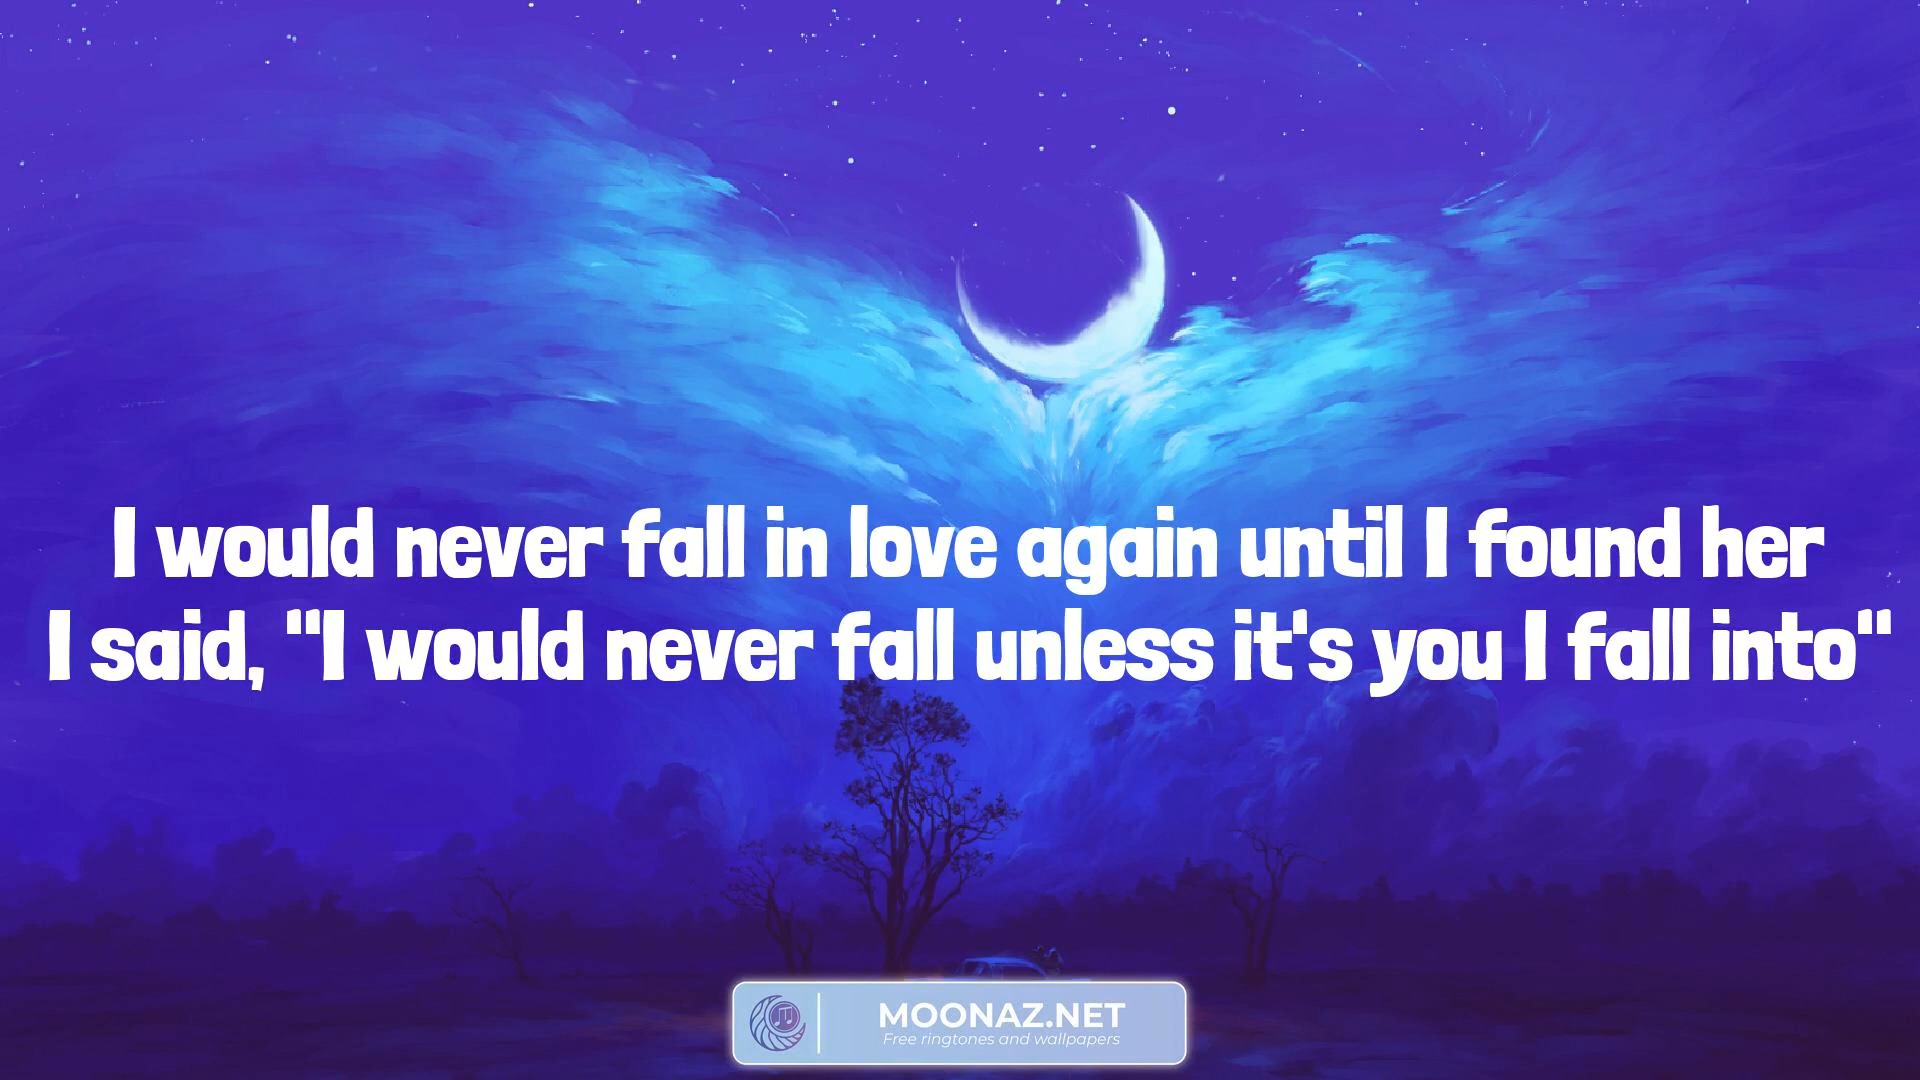 I would never fall in love again until I found her
I said, "I would never fall unless it's you I fall into"
MOONAZ.NET
Free ringtones and wallpapers